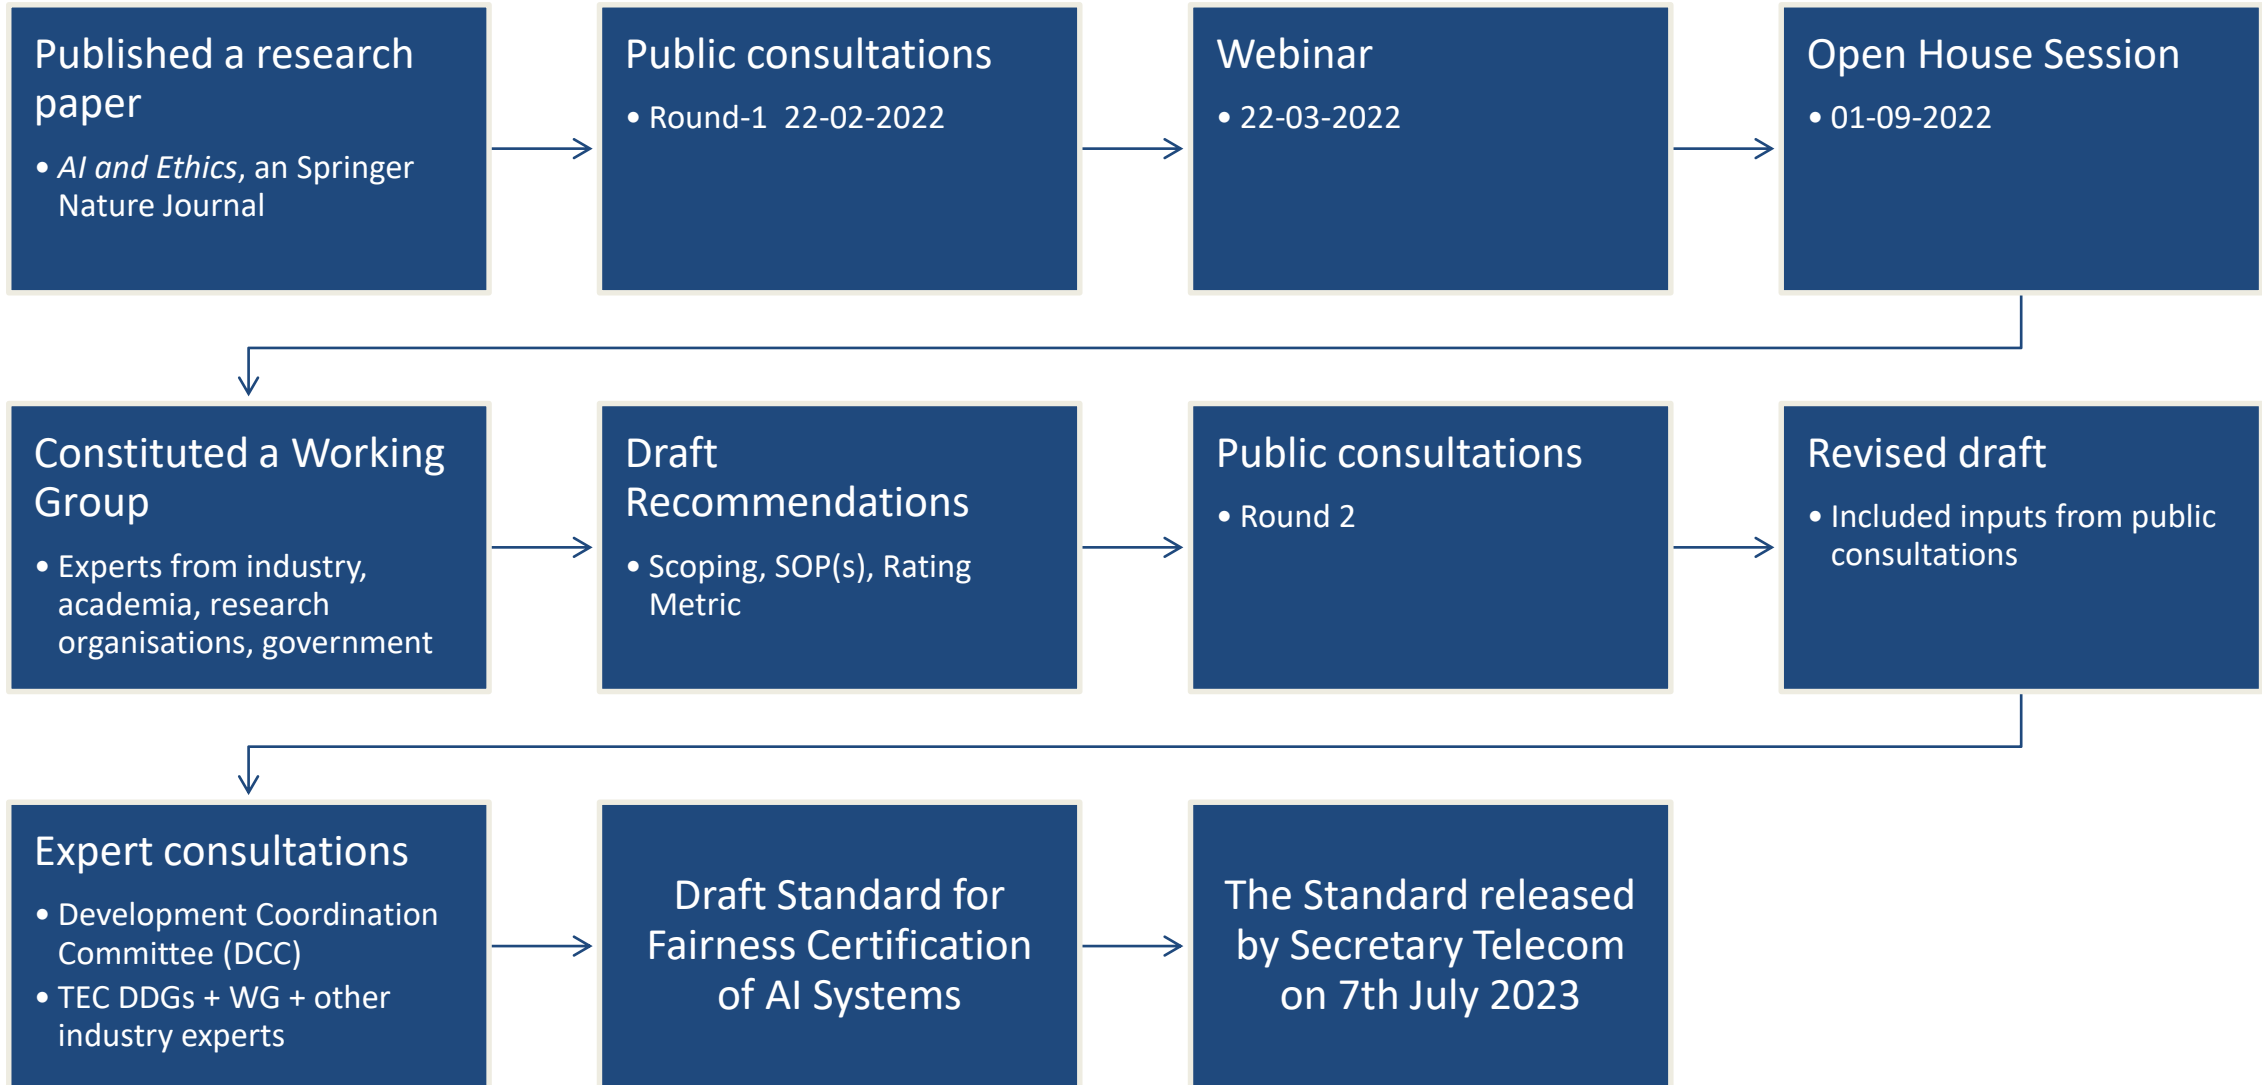 Published a research
paper
• AI and Ethics, an Springer
Nature Journal
Public consultations
• Round-1  22-02-2022
Webinar
• 22-03-2022
Open House Session
• 01-09-2022
Constituted a Working
Group
• Experts from industry,
academia, research
organisations, government
Draft
Recommendations
• Scoping, SOP(s), Rating
Metric
Public consultations
• Round 2
Revised draft
• Included inputs from public
consultations
Expert consultations
• Development Coordination
Committee (DCC)
• TEC DDGs + WG + other
industry experts
Draft Standard for
Fairness Certification
of AI Systems
The Standard released
by Secretary Telecom
on 7th July 2023